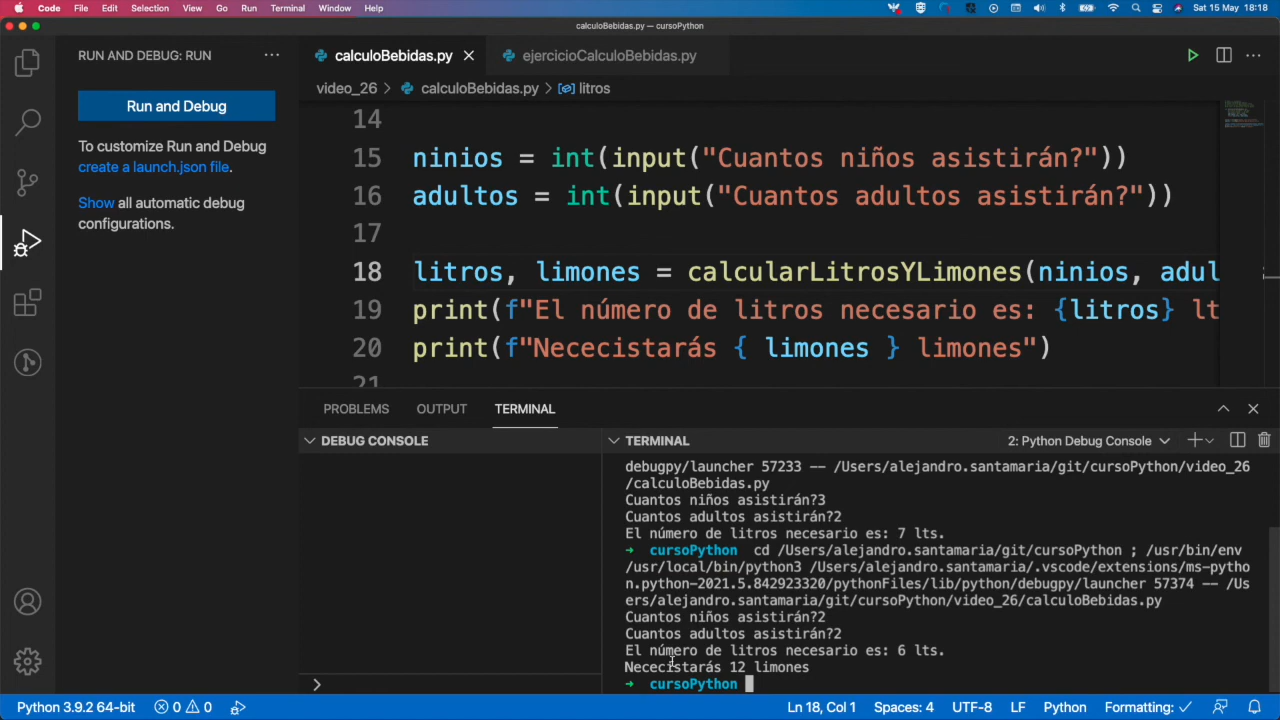 Code File Edit Selection View Go Run Terminal Window Help Sat 15 May 18:18
calculoBebidas.py — cursoPython
RUN AND DEBUG: RUN ···
Run and Debug
To customize Run and Debug
create a launch.json file.
Show all automatic debug
configurations.
calculoBebidas.py ejercicioCalculoBebidas.py
video_26 > calculoBebidas.py > litros
14
15 ninios = int(input("Cuantos niños asistirán?"))
16 adultos = int(input("Cuantos adultos asistirán?"))
17
18 litros, limones = calcularLitrosYLimones(ninios, adul
19 print(f"El número de litros necesario es: {litros} lt
20 print(f"Nececistarás { limones } limones")
21
PROBLEMS OUTPUT TERMINAL
DEBUG CONSOLE
TERMINAL 2: Python Debug Console
debugpy/launcher 57233 -- /Users/alejandro.santamaria/git/cursoPython/video_26
/calculoBebidas.py
Cuantos niños asistirán?3
Cuantos adultos asistirán?2
El número de litros necesario es: 7 lts.
→ cursoPython cd /Users/alejandro.santamaria/git/cursoPython ; /usr/bin/env
/usr/local/bin/python3 /Users/alejandro.santamaria/.vscode/extensions/ms-pytho
n.python-2021.5.842923320/pythonFiles/lib/python/debugpy/launcher 57374 -- /Us
ers/alejandro.santamaria/git/cursoPython/video_26/calculoBebidas.py
Cuantos niños asistirán?2
Cuantos adultos asistirán?2
El número de litros necesario es: 6 lts.
Nececistarás 12 limones
→ cursoPython
Python 3.9.2 64-bit 0 0 Ln 18, Col 1 Spaces: 4 UTF-8 LF Python Formatting: ✓